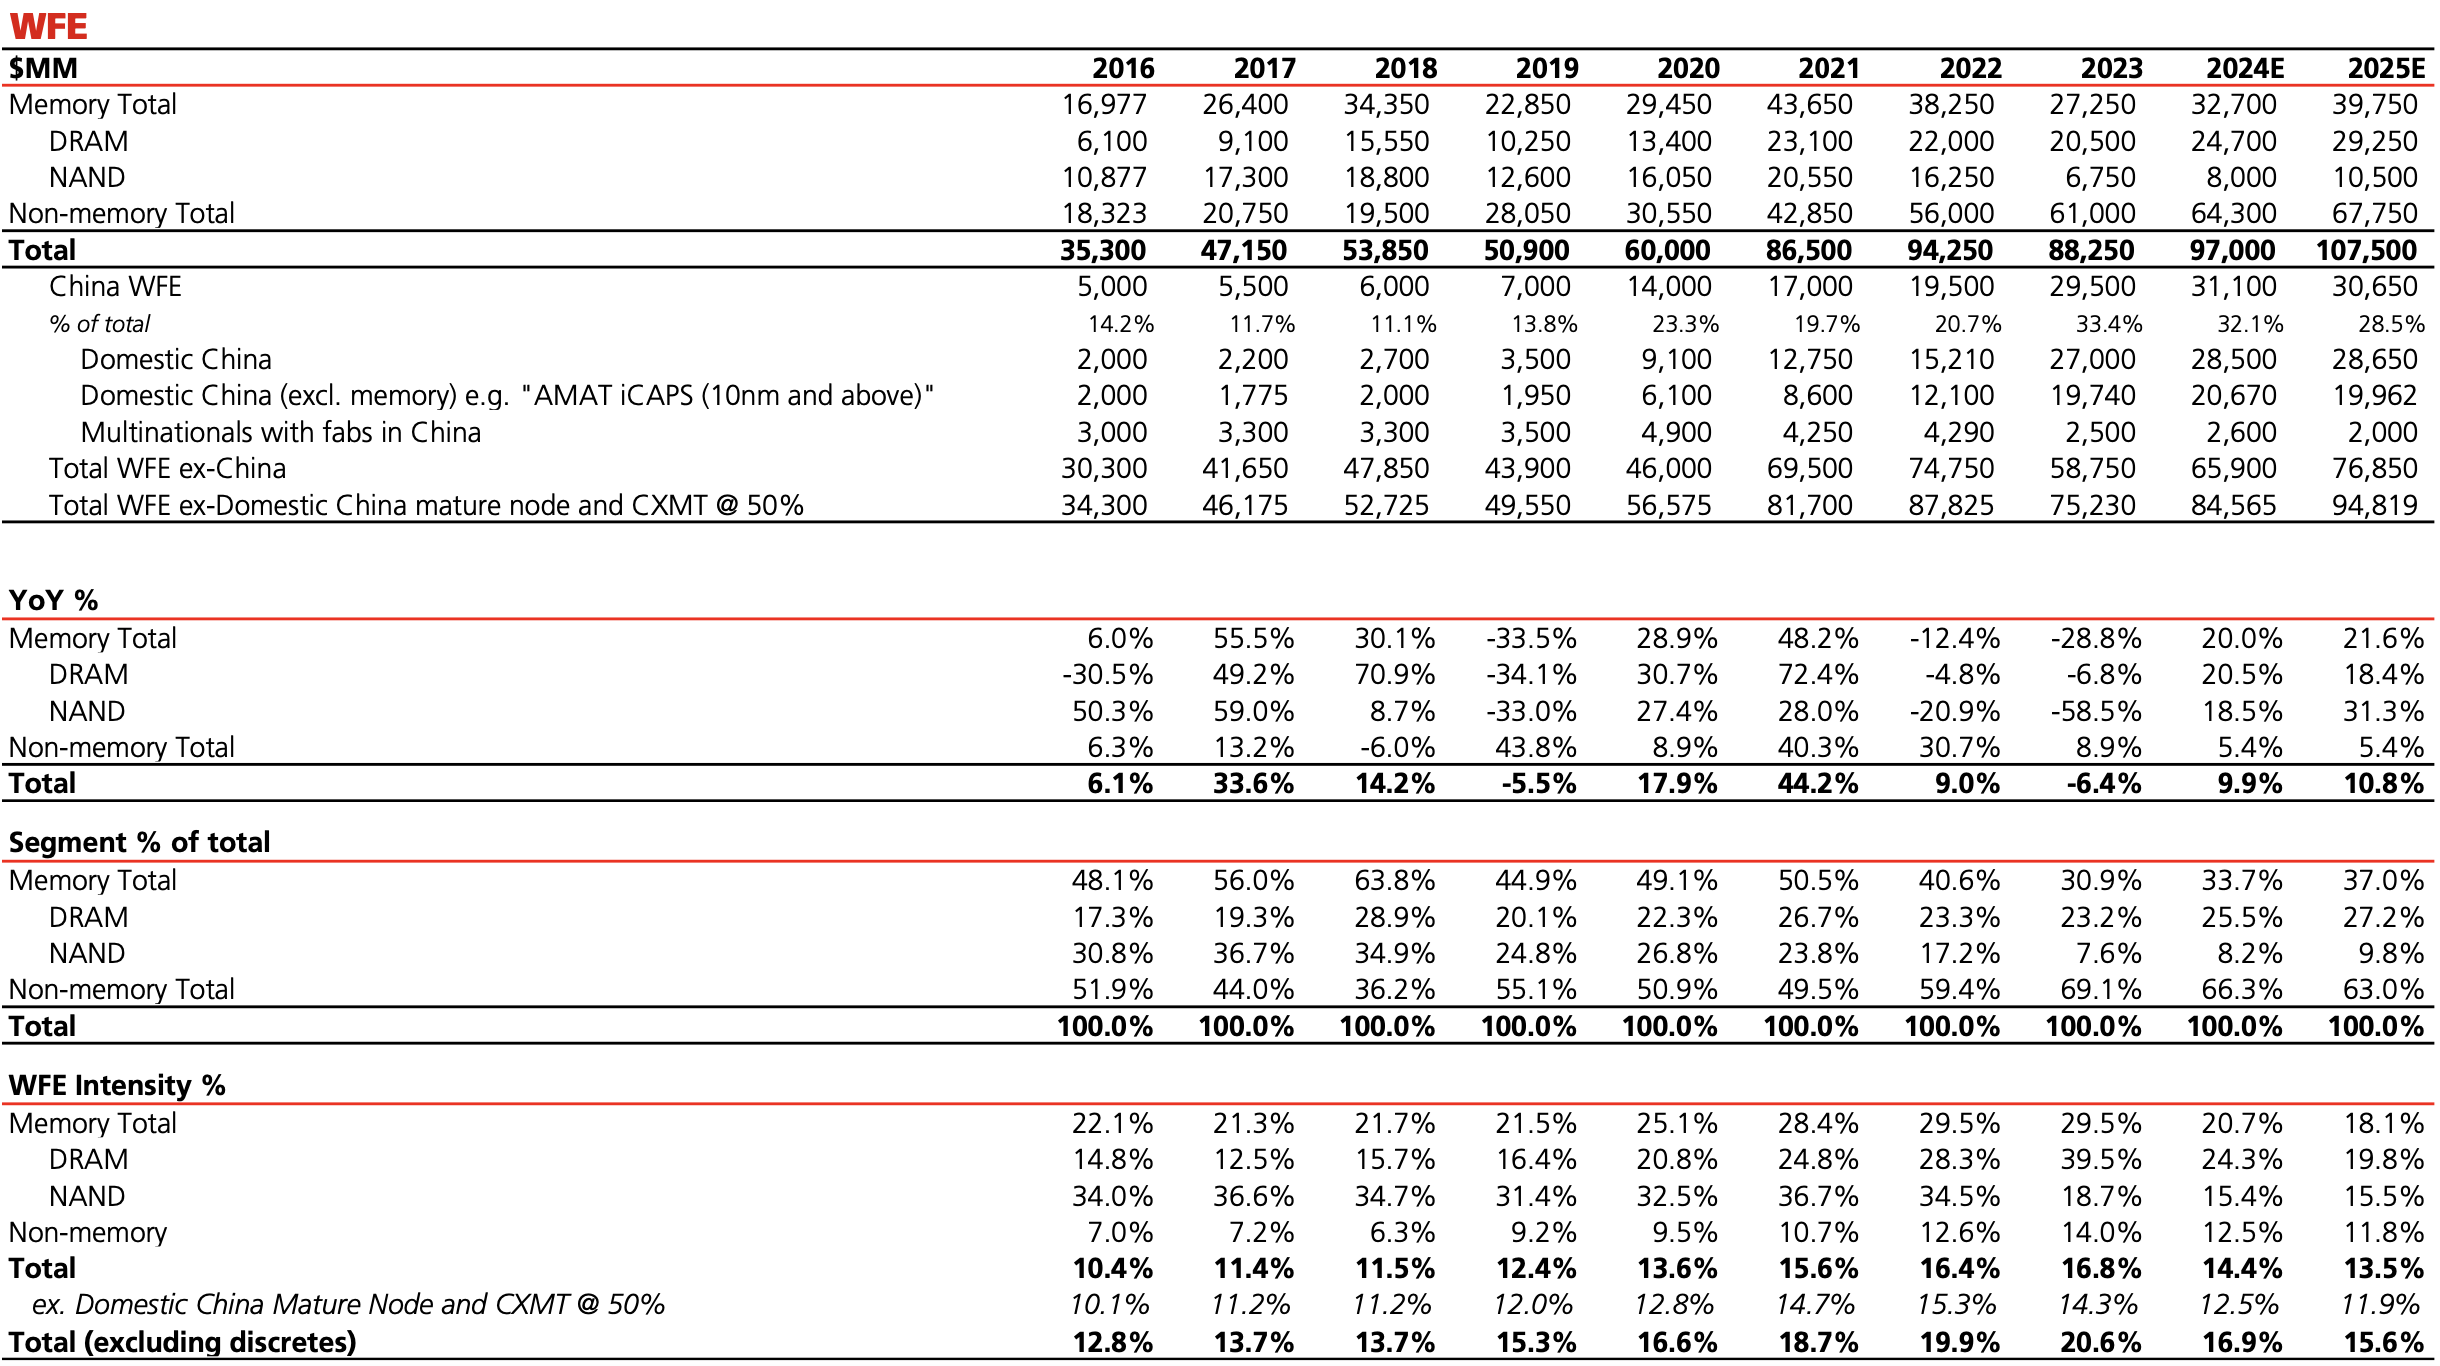 WFE
$MM 2016 2017 2018 2019 2020 2021 2022 2023 2024E 2025E
Memory Total 16,977 26,400 34,350 22,850 29,450 43,650 38,250 27,250 32,700 39,750
DRAM 6,100 9,100 15,550 10,250 13,400 23,100 22,000 20,500 24,700 29,250
NAND 10,877 17,300 18,800 12,600 16,050 20,550 16,250 6,750 8,000 10,500
Non-memory Total 18,323 20,750 19,500 28,050 30,550 42,850 56,000 61,000 64,300 67,750
Total 35,300 47,150 53,850 50,900 60,000 86,500 94,250 88,250 97,000 107,500
China WFE 5,000 5,500 6,000 7,000 14,000 17,000 19,500 29,500 31,100 30,650
% of total 14.2% 11.7% 11.1% 13.8% 23.3% 19.7% 20.7% 33.4% 32.1% 28.5%
Domestic China 2,000 2,200 2,700 3,500 9,100 12,750 15,210 27,000 28,500 28,650
Domestic China (excl. memory) e.g. "AMAT iCAPS (10nm and above)" 2,000 1,775 2,000 1,950 6,100 8,600 12,100 19,740 20,670 19,962
Multinationals with fabs in China 3,000 3,300 3,300 3,500 4,900 4,250 4,290 2,500 2,600 2,000
Total WFE ex-China 30,300 41,650 47,850 43,900 46,000 69,500 74,750 58,750 65,900 76,850
Total WFE ex-Domestic China mature node and CXMT @ 50% 34,300 46,175 52,725 49,550 56,575 81,700 87,825 75,230 84,565 94,819
YoY %
Memory Total 6.0% 55.5% 30.1% -33.5% 28.9% 48.2% -12.4% -28.8% 20.0% 21.6%
DRAM -30.5% 49.2% 70.9% -34.1% 30.7% 72.4% -4.8% -6.8% 20.5% 18.4%
NAND 50.3% 59.0% 8.7% -33.0% 27.4% 28.0% -20.9% -58.5% 18.5% 31.3%
Non-memory Total 6.3% 13.2% -6.0% 43.8% 8.9% 40.3% 30.7% 8.9% 5.4% 5.4%
Total 6.1% 33.6% 14.2% -5.5% 17.9% 44.2% 9.0% -6.4% 9.9% 10.8%
Segment % of total
Memory Total 48.1% 56.0% 63.8% 44.9% 49.1% 50.5% 40.6% 30.9% 33.7% 37.0%
DRAM 17.3% 19.3% 28.9% 20.1% 22.3% 26.7% 23.3% 23.2% 25.5% 27.2%
NAND 30.8% 36.7% 34.9% 24.8% 26.8% 23.8% 17.2% 7.6% 8.2% 9.8%
Non-memory Total 51.9% 44.0% 36.2% 55.1% 50.9% 49.5% 59.4% 69.1% 66.3% 63.0%
Total 100.0% 100.0% 100.0% 100.0% 100.0% 100.0% 100.0% 100.0% 100.0% 100.0%
WFE Intensity %
Memory Total 22.1% 21.3% 21.7% 21.5% 25.1% 28.4% 29.5% 29.5% 20.7% 18.1%
DRAM 14.8% 12.5% 15.7% 16.4% 20.8% 24.8% 28.3% 39.5% 24.3% 19.8%
NAND 34.0% 36.6% 34.7% 31.4% 32.5% 36.7% 34.5% 18.7% 15.4% 15.5%
Non-memory 7.0% 7.2% 6.3% 9.2% 9.5% 10.7% 12.6% 14.0% 12.5% 11.8%
Total 10.4% 11.4% 11.5% 12.4% 13.6% 15.6% 16.4% 16.8% 14.4% 13.5%
ex. Domestic China Mature Node and CXMT @ 50% 10.1% 11.2% 11.2% 12.0% 12.8% 14.7% 15.3% 14.3% 12.5% 11.9%
Total (excluding discretes) 12.8% 13.7% 13.7% 15.3% 16.6% 18.7% 19.9% 20.6% 16.9% 15.6%